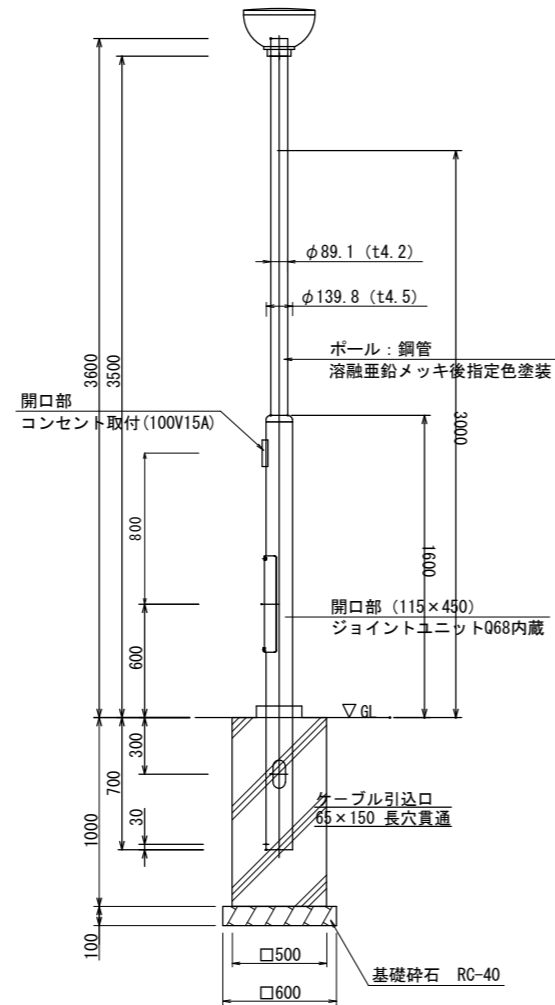 φ89.1 (t4.2)
φ139.8 (t4.5)
ポール：鋼管
溶融亜鉛メッキ後指定色塗装
3600
3500
開口部
コンセント取付(100V15A)
3000
800
1600
開口部 (115×450)
ジョイントユニットQ68内蔵
600
▽GL
300
700
1000
ケーブル引込口
65×150 長穴貫通
30
100
□500
基礎砕石 RC-40
□600